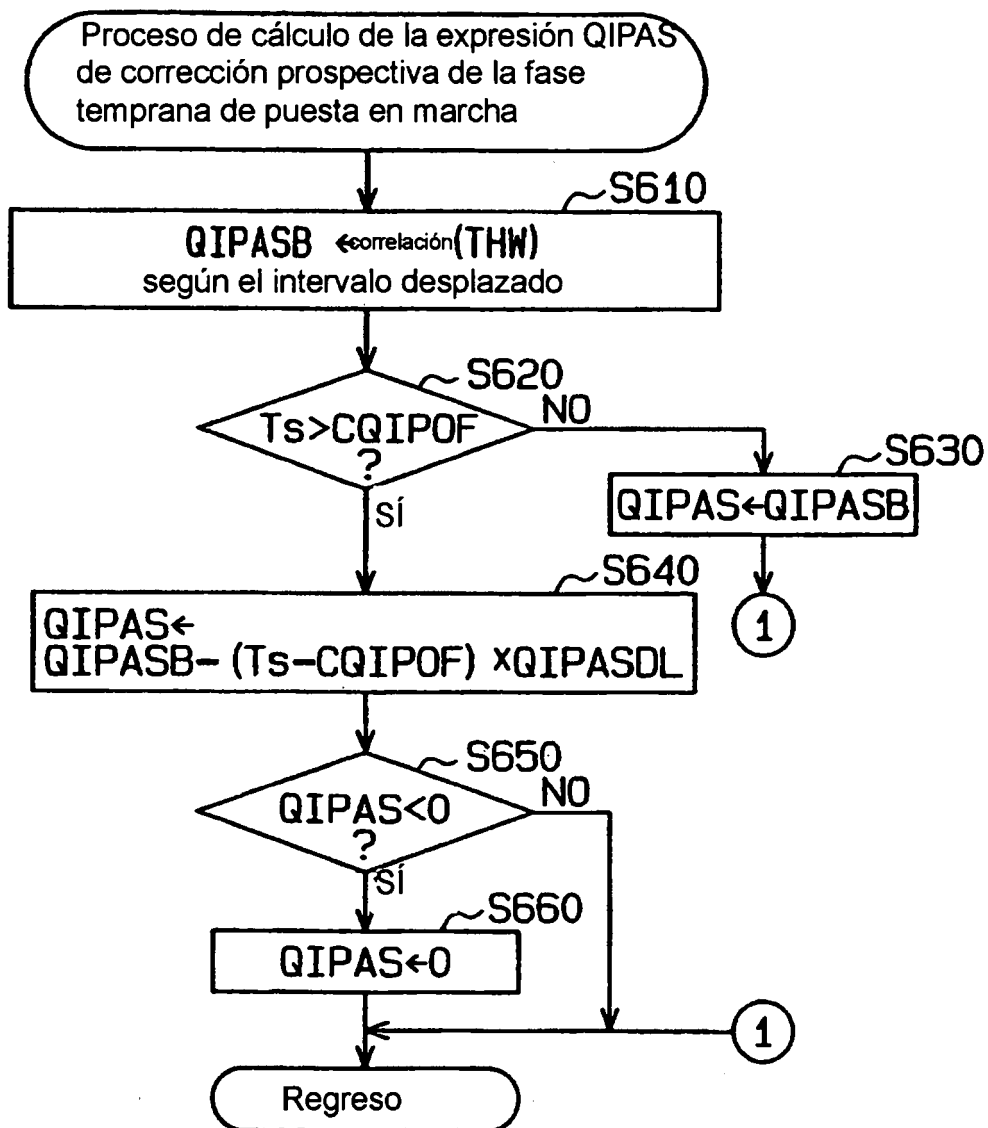 Proceso de cálculo de la expresión QIPAS
de corrección prospectiva de la fase
temprana de puesta en marcha
S610
QIPASB ←correlación(THW)
según el intervalo desplazado
S620
Ts>CQIPOF
?
NO
SÍ
S630
QIPAS←QIPASB
1
S640
QIPAS←
QIPASB-(Ts-CQIPOF)×QIPASDL
S650
QIPAS<0
?
NO
SÍ
S660
QIPAS←0
1
Regreso